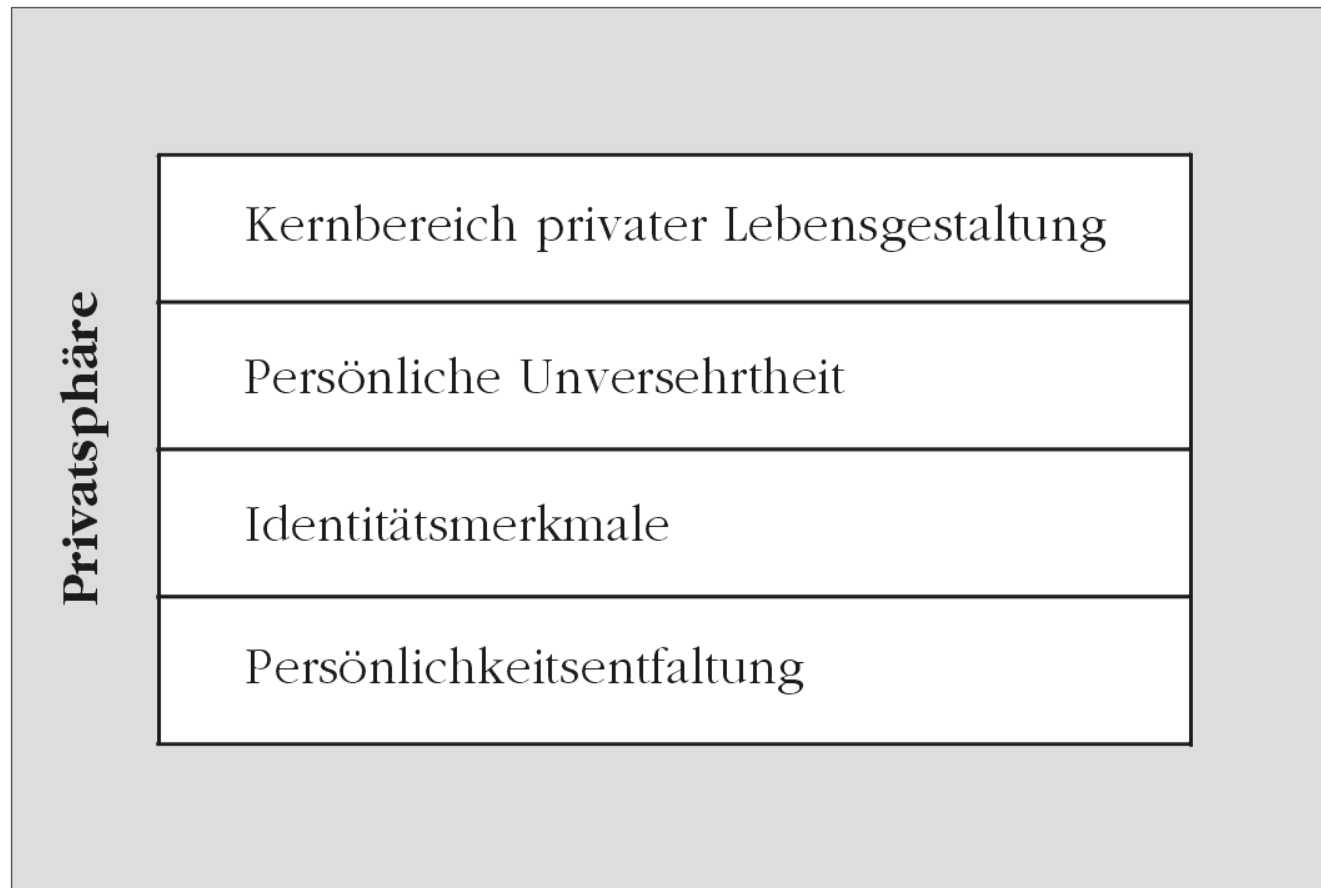 Privatsphäre
Kernbereich privater Lebensgestaltung
Persönliche Unversehrtheit
Identitätsmerkmale
Persönlichkeitsentfaltung